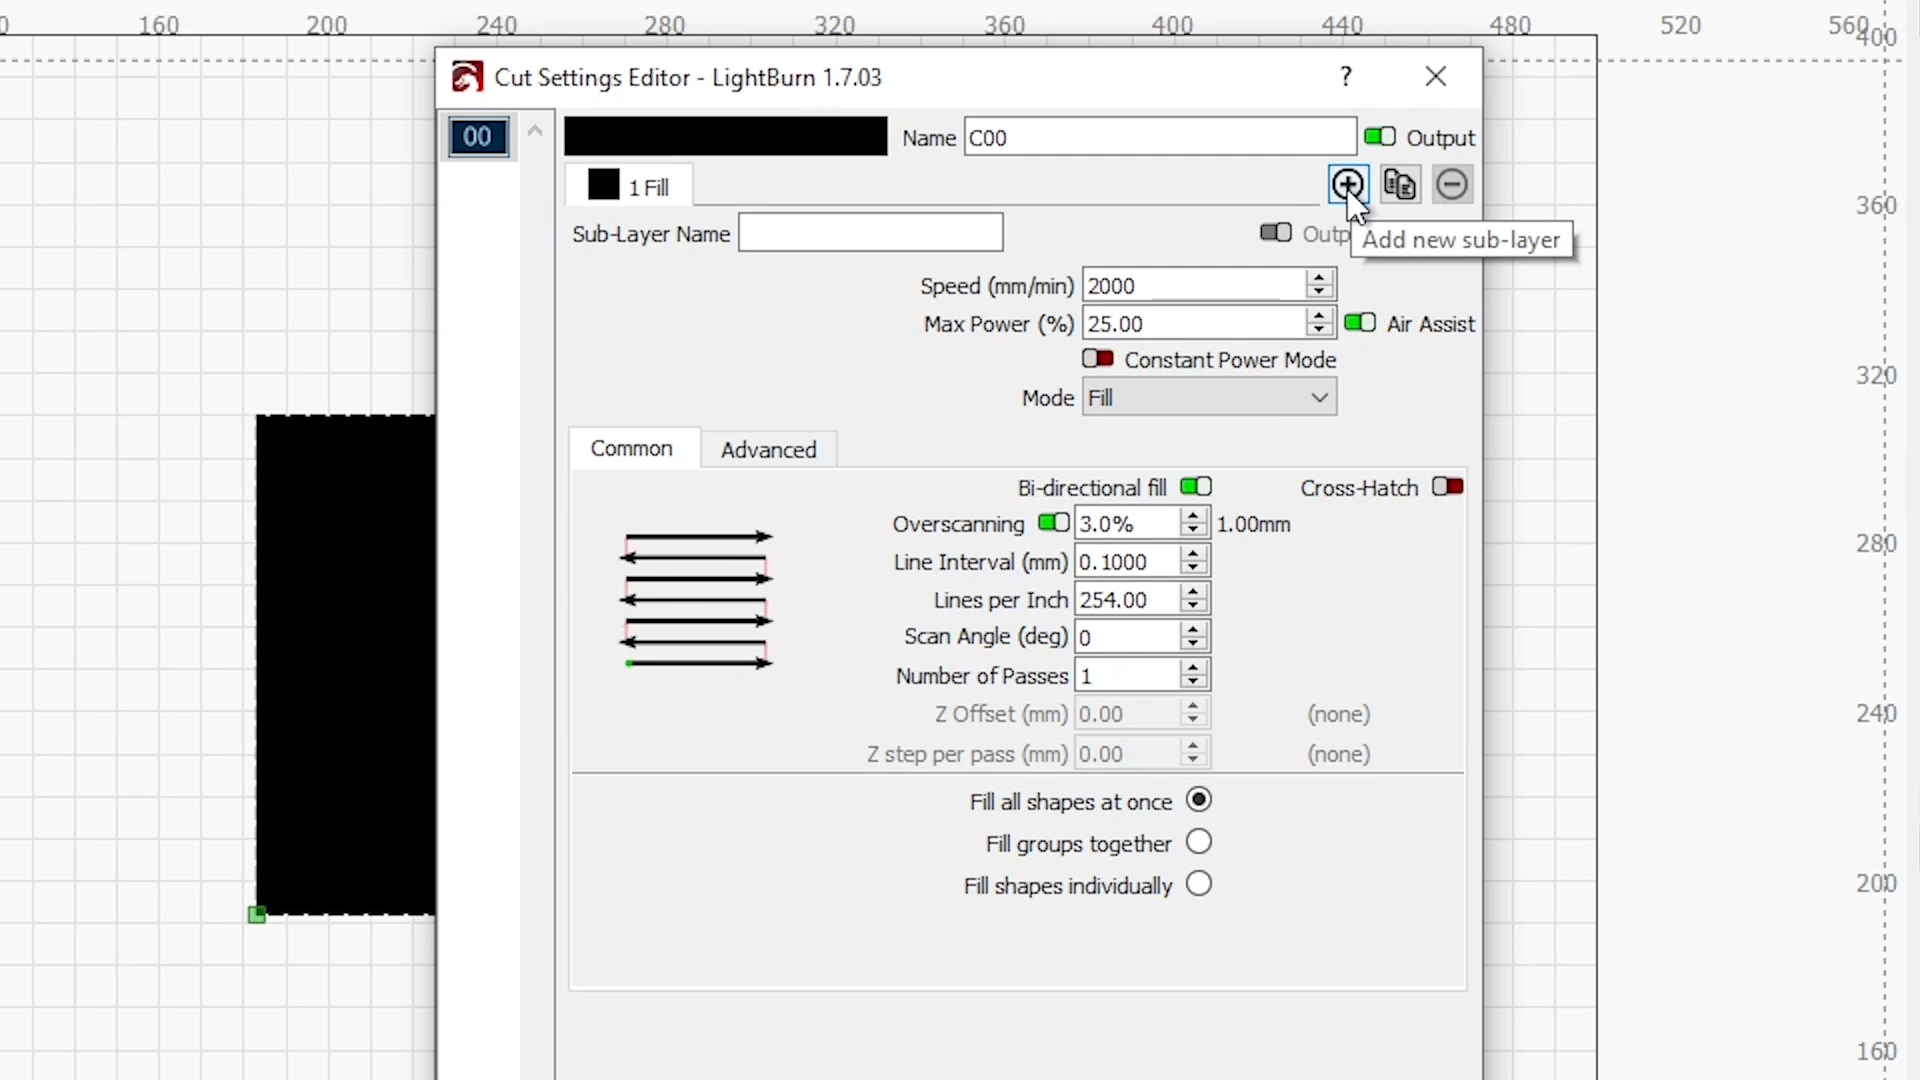 160 200 240 280 320 360 400 440 480 520 560
400
Cut Settings Editor - LightBurn 1.7.03 ?
00
Name C00 Output
1 Fill
360
Sub-Layer Name
Add new sub-layer
Speed (mm/min) 2000
Max Power (%) 25.00 Air Assist
Constant Power Mode
320
Mode Fill
Common Advanced
Bi-directional fill Cross-Hatch
Overscanning 3.0% 1.00mm
280
Line Interval (mm) 0.1000
Lines per Inch 254.00
Scan Angle (deg) 0
Number of Passes 1
Z Offset (mm) 0.00 (none)
240
Z step per pass (mm) 0.00 (none)
Fill all shapes at once
Fill groups together
Fill shapes individually
200
160